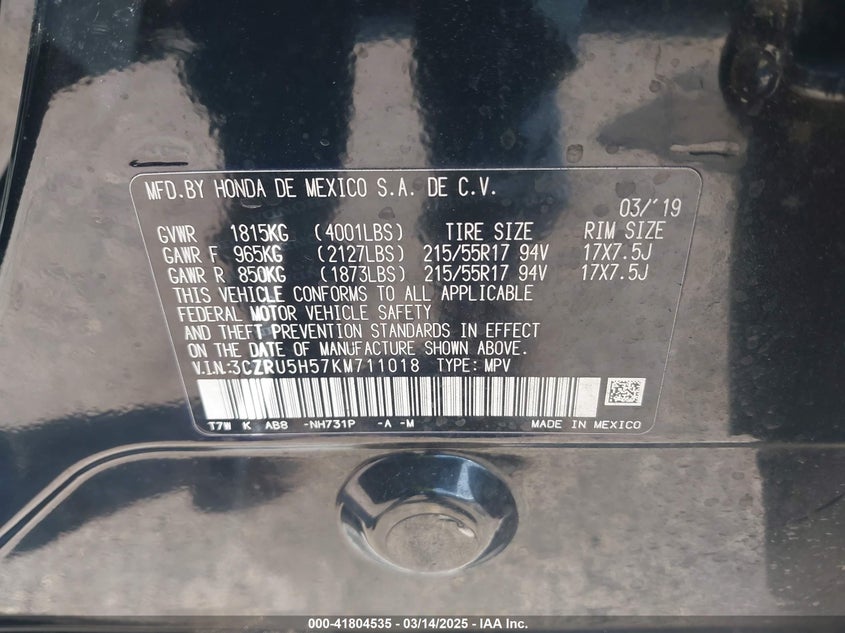 MFD.BY HONDA DE MEXICO S.A. DE C.V.
03/'19
GVWR 1815KG (4001LBS) TIRE SIZE RIM SIZE
GAWR F 965KG (2127LBS) 215/55R17 94V 17X7.5J
GAWR R 850KG (1873LBS) 215/55R17 94V 17X7.5J
THIS VEHICLE CONFORMS TO ALL APPLICABLE
FEDERAL MOTOR VEHICLE SAFETY
AND THEFT PREVENTION STANDARDS IN EFFECT
ON THE DATE OF MANUFACTURE SHOWN ABOVE.
V.I.N.:3CZRU5H57KM711018 TYPE: MPV
T7W K AB8 -NH731P -A -M MADE IN MEXICO
000-41804535 - 03/14/2025 - IAA Inc.